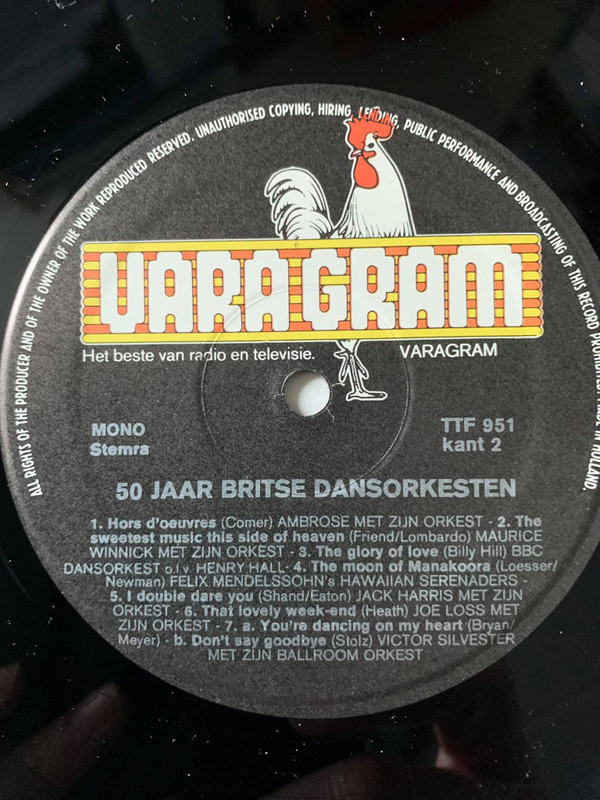 ALL RIGHTS OF THE PRODUCER AND OF THE OWNER OF THE WORK REPRODUCED RESERVED. UNAUTHORISED COPYING, HIRING, LENDING, PUBLIC PERFORMANCE AND BROADCASTING OF THIS RECORD PROHIBITED. MADE IN HOLLAND.
VARAGRAM
Het beste van radio en televisie. VARAGRAM
MONO TTF 951
Stemra kant 2
50 JAAR BRITSE DANSORKESTEN
1. Hors d'oeuvres (Comer) AMBROSE MET ZIJN ORKEST - 2. The
sweetest music this side of heaven (Friend/Lombardo) MAURICE
WINNICK MET ZIJN ORKEST - 3. The glory of love (Billy Hill) BBC
DANSORKEST o.l.v. HENRY HALL - 4. The moon of Manakoora (Loesser/
Newman) FELIX MENDELSSOHN's HAWAIIAN SERENADERS -
5. I double dare you (Shand/Eaton) JACK HARRIS MET ZIJN
ORKEST - 6. That lovely week-end (Heath) JOE LOSS MET
ZIJN ORKEST - 7. a. You're dancing on my heart (Bryan/
Meyer) - b. Don't say goodbye (Stolz) VICTOR SILVESTER
MET ZIJN BALLROOM ORKEST